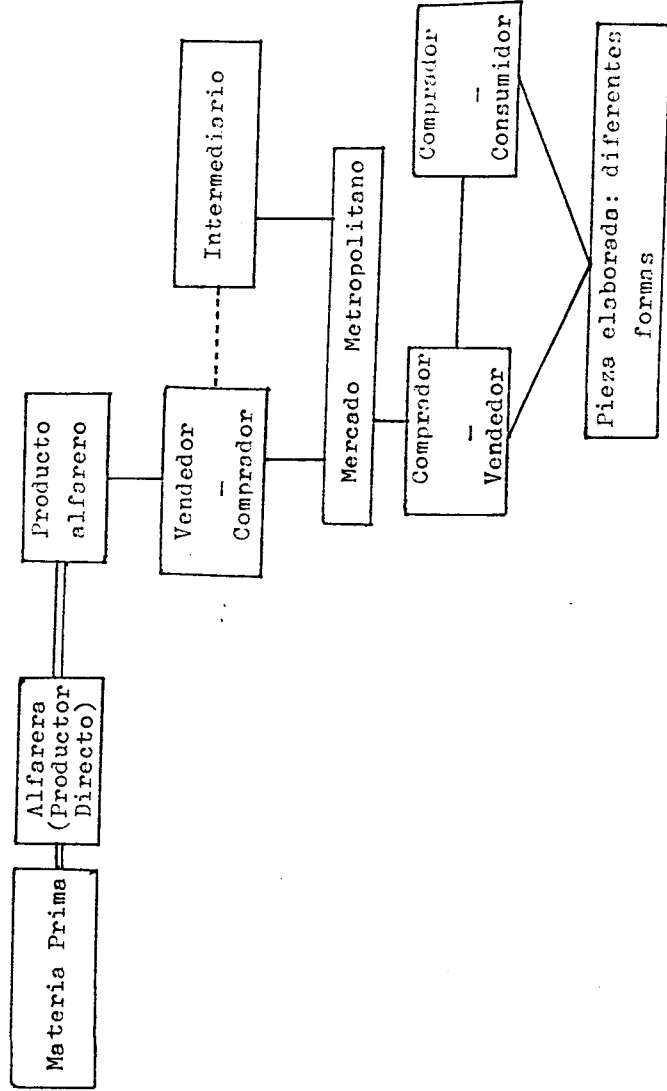 Materia Prima
Alfarera
(Productor
Directo)
Producto
alfarero
Vendedor
–
Comprador
Intermediario
Mercado Metropolitano
Comprador
–
Vendedor
Comprador
–
Consumidor
Pieza elaborada: diferentes
formas